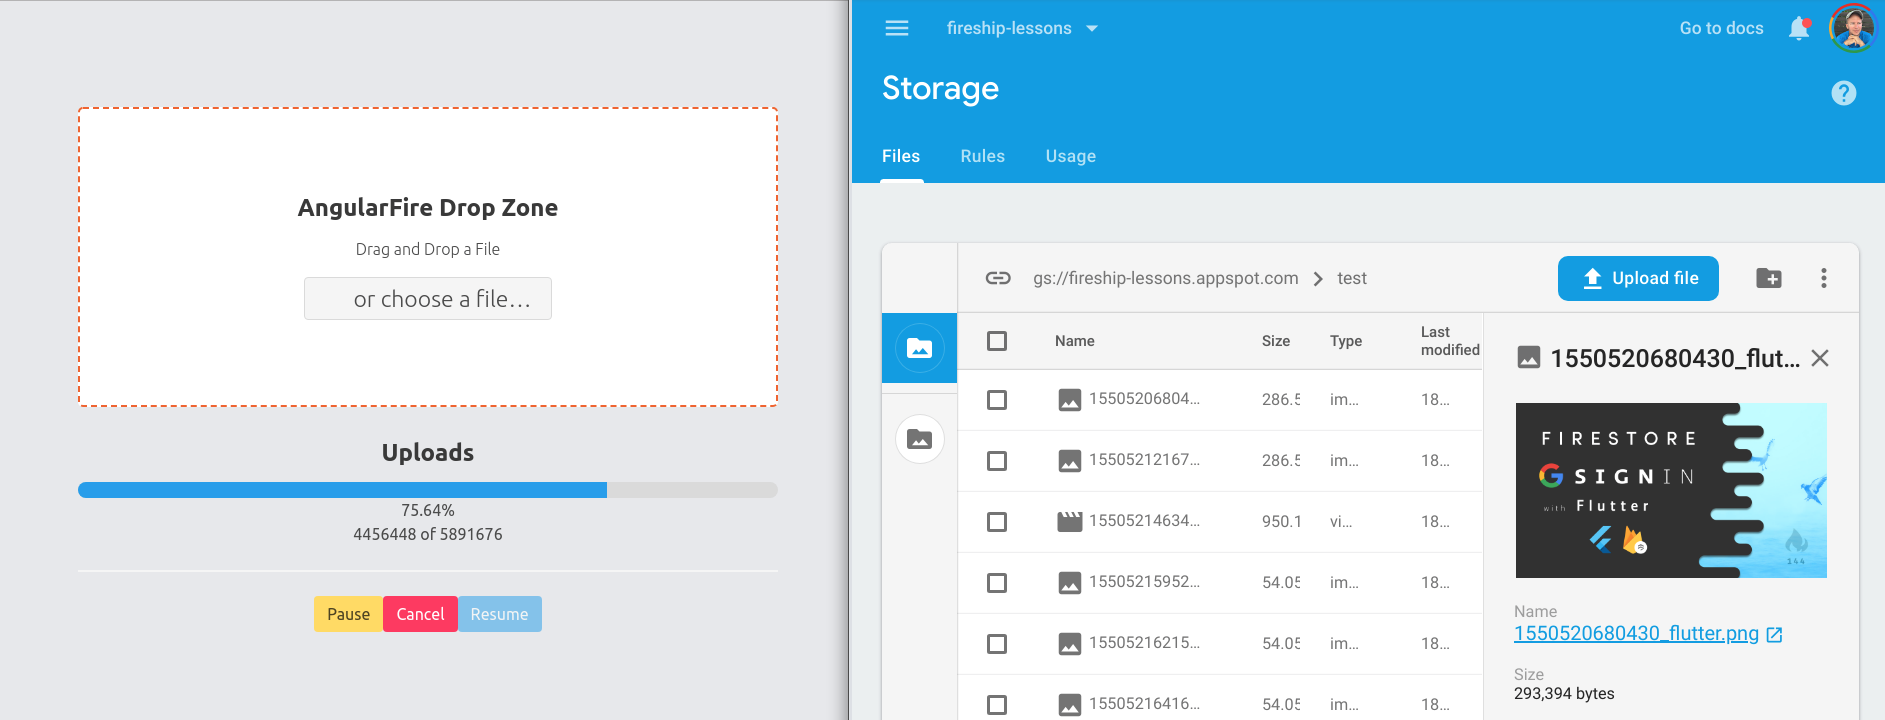 AngularFire Drop Zone
Drag and Drop a File
or choose a file...
Uploads
75.64%
4456448 of 5891676
Pause Cancel Resume
fireship-lessons
Go to docs
Storage
Files Rules Usage
gs://fireship-lessons.appspot.com > test
Upload file
Name Size Type Last modified
15505206804... 286.5 im... 18...
15505212167... 286.5 im... 18...
15505214634... 950.1 vi... 18...
15505215952... 54.05 im... 18...
15505216215... 54.05 im... 18...
15505216416... 54.05 im... 18...
1550520680430_flut...
FIRESTORE
G SIGNIN
with Flutter
144
Name
1550520680430_flutter.png
Size
293,394 bytes